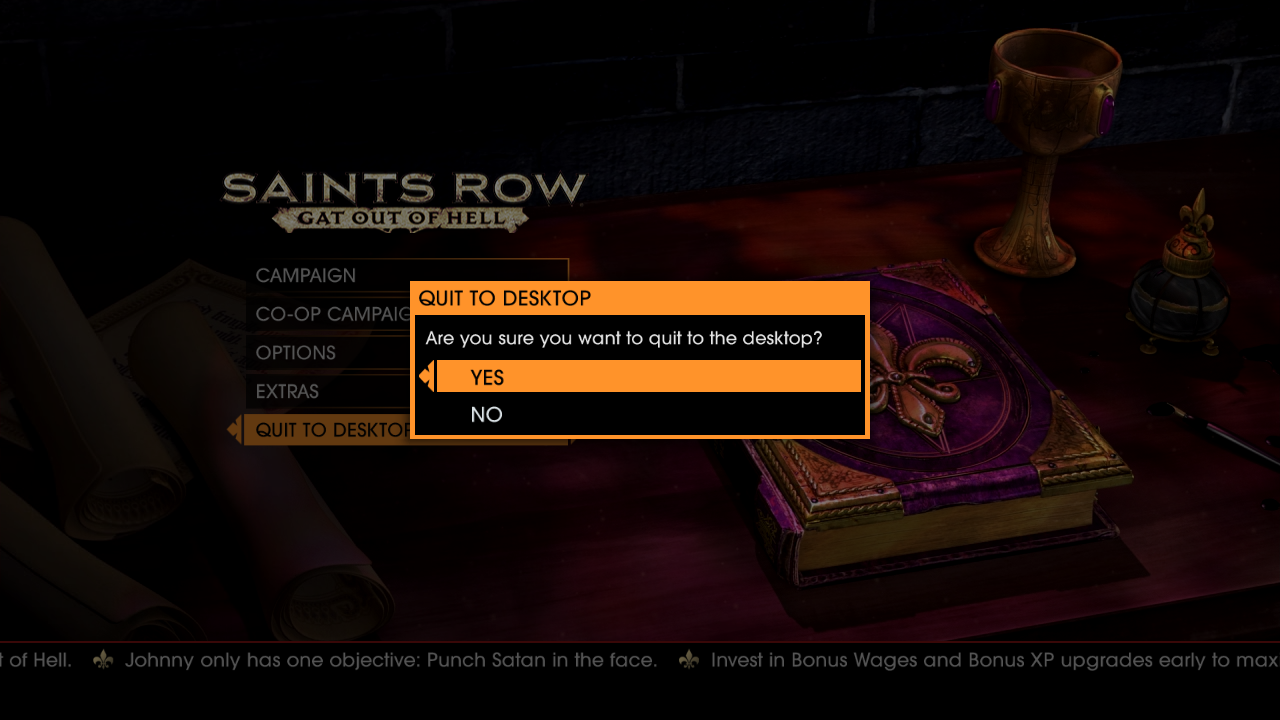 SAINTS ROW
GAT OUT OF HELL
CAMPAIGN
CO-OP CAMPAIG
OPTIONS
EXTRAS
QUIT TO DESKTOP
QUIT TO DESKTOP
Are you sure you want to quit to the desktop?
YES
NO
t of Hell. Johnny only has one objective: Punch Satan in the face. Invest in Bonus Wages and Bonus XP upgrades early to max